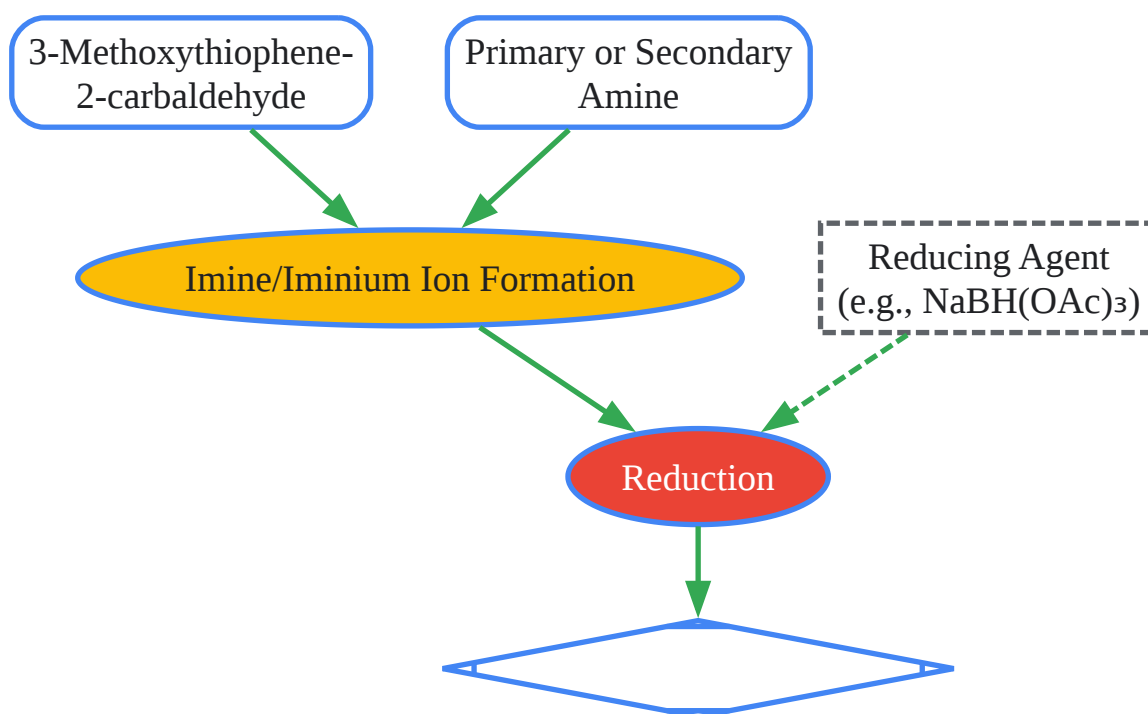 3-Methoxythiophene-
2-carbaldehyde
Primary or Secondary
Amine
Imine/Iminium Ion Formation
Reducing Agent
(e.g., NaBH(OAc)₃)
Reduction